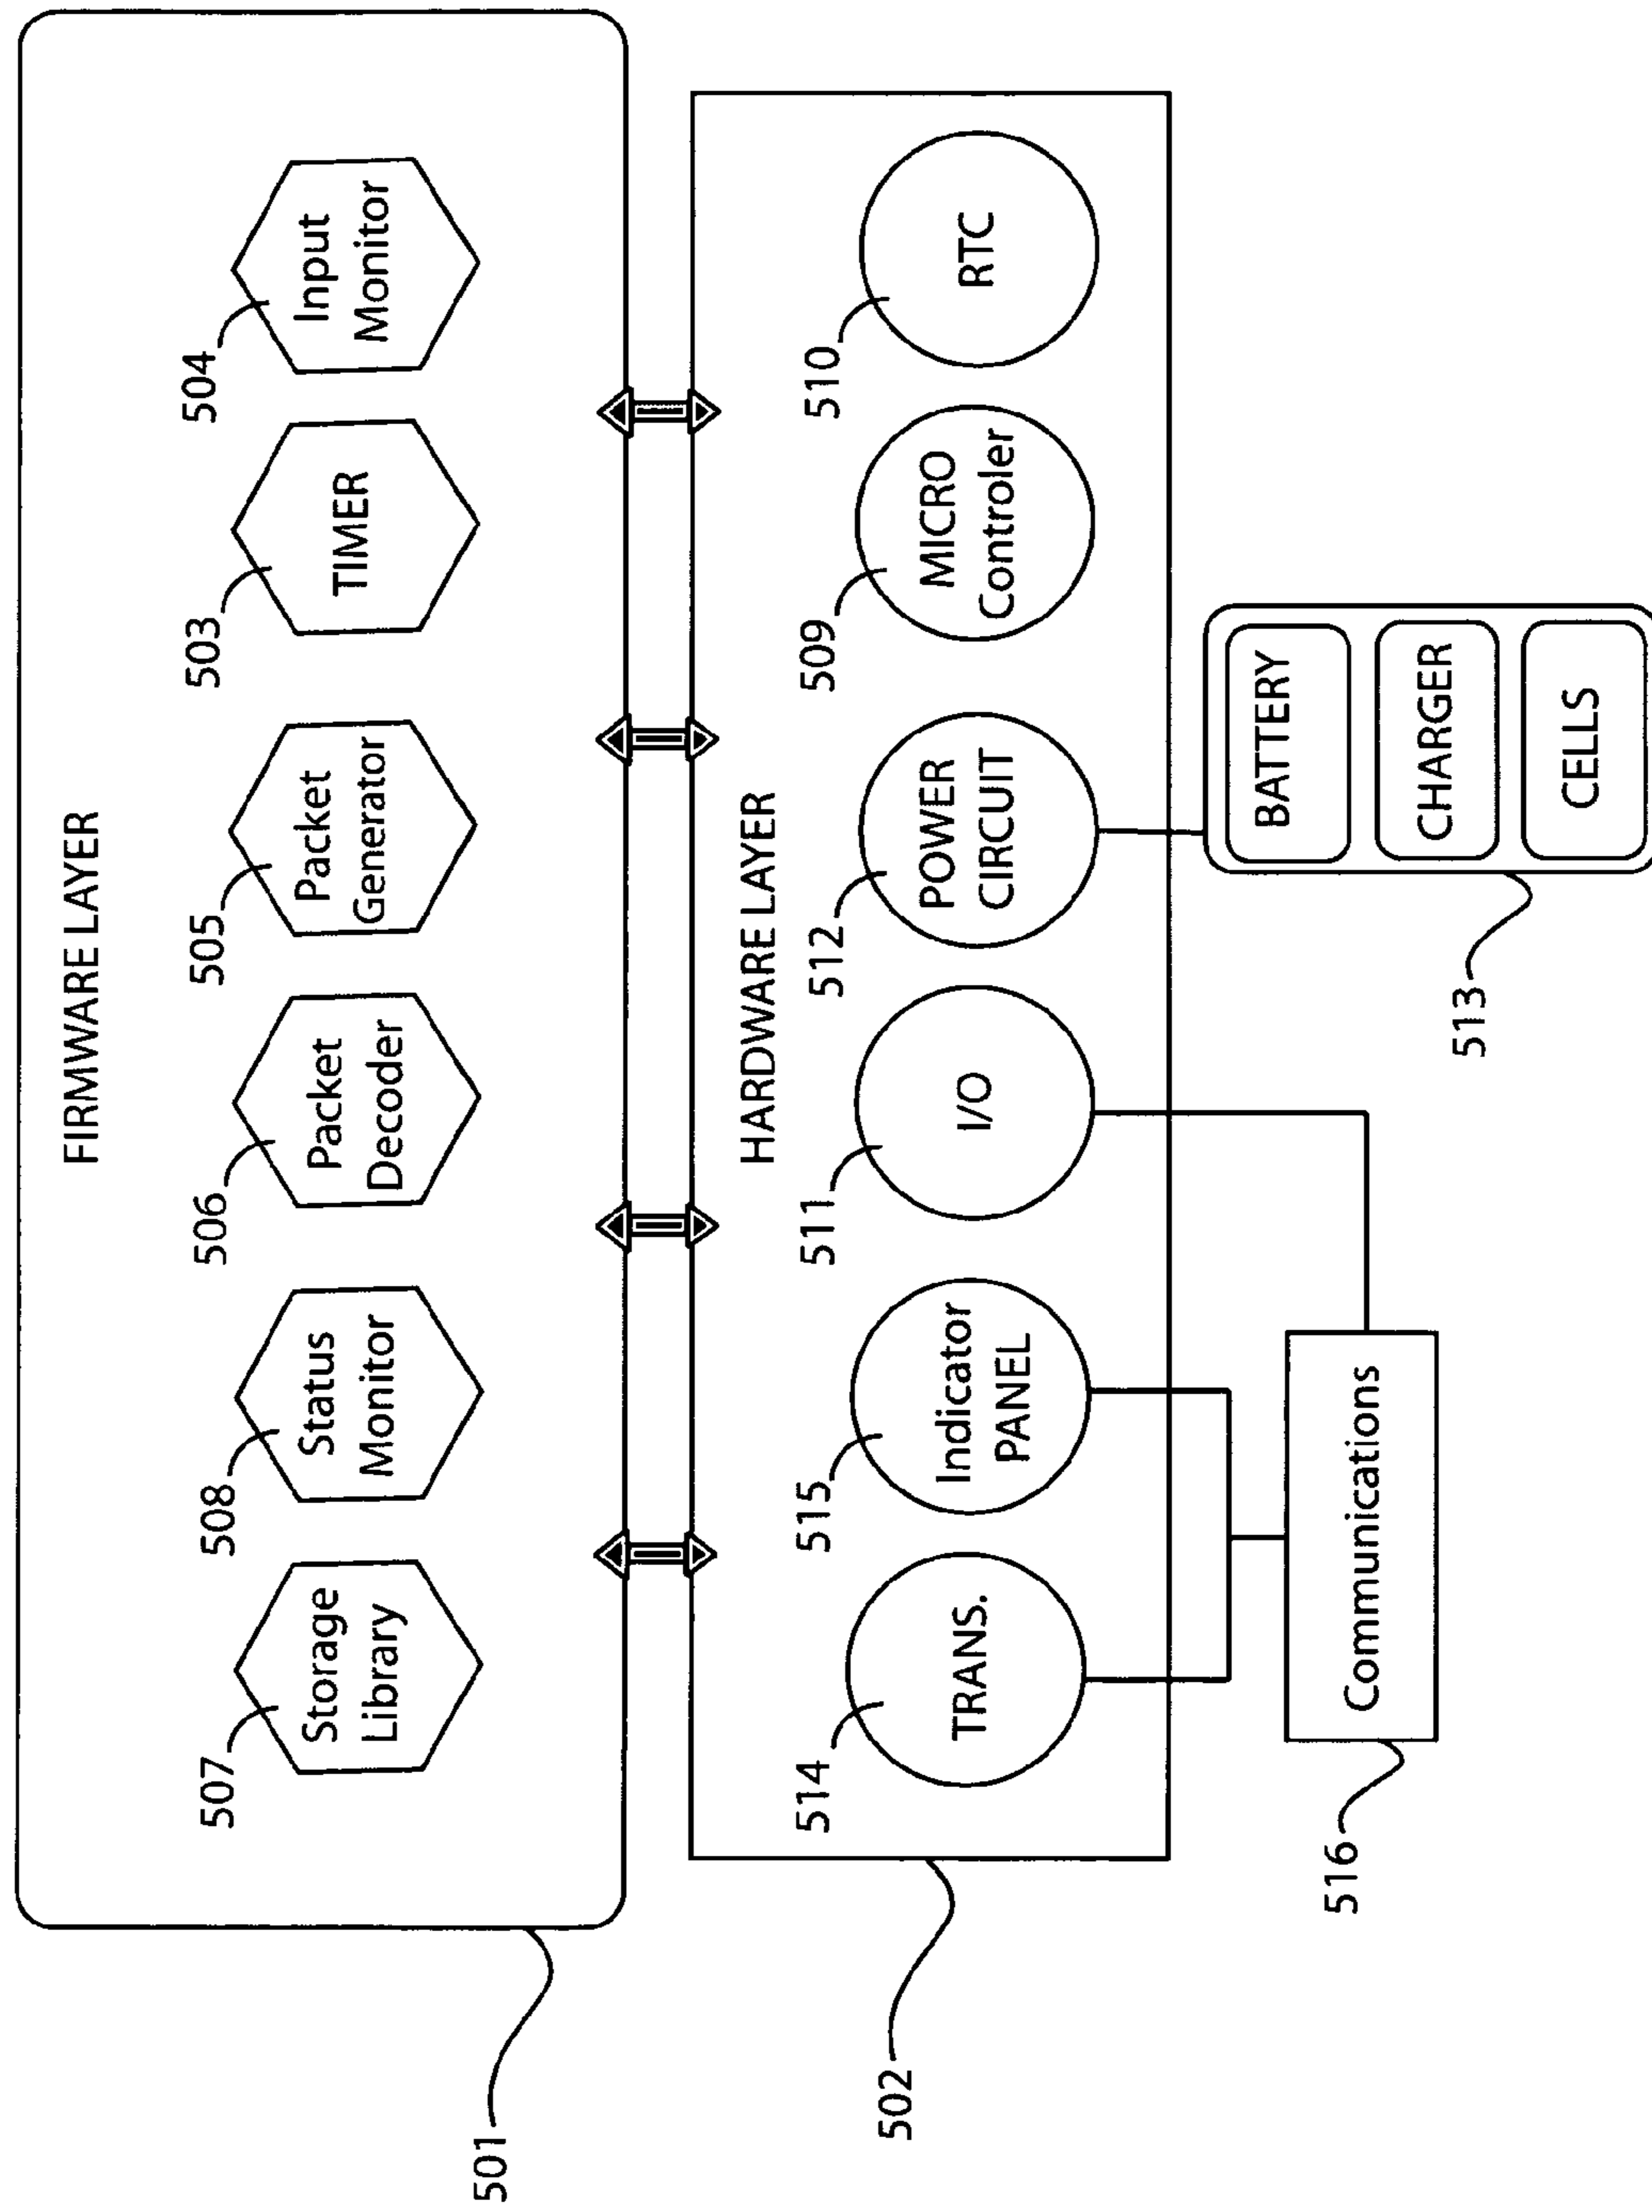 FIRMWARE LAYER
507
Storage
Library
508
Status
Monitor
506
Packet
Decoder
505
Packet
Generator
503
TIMER
504
Input
Monitor
501
HARDWARE LAYER
514
TRANS.
515
Indicator
PANEL
511
I/O
512
POWER
CIRCUIT
509
MICRO
Controler
510
RTC
502
516
Communications
513
BATTERY
CHARGER
CELLS